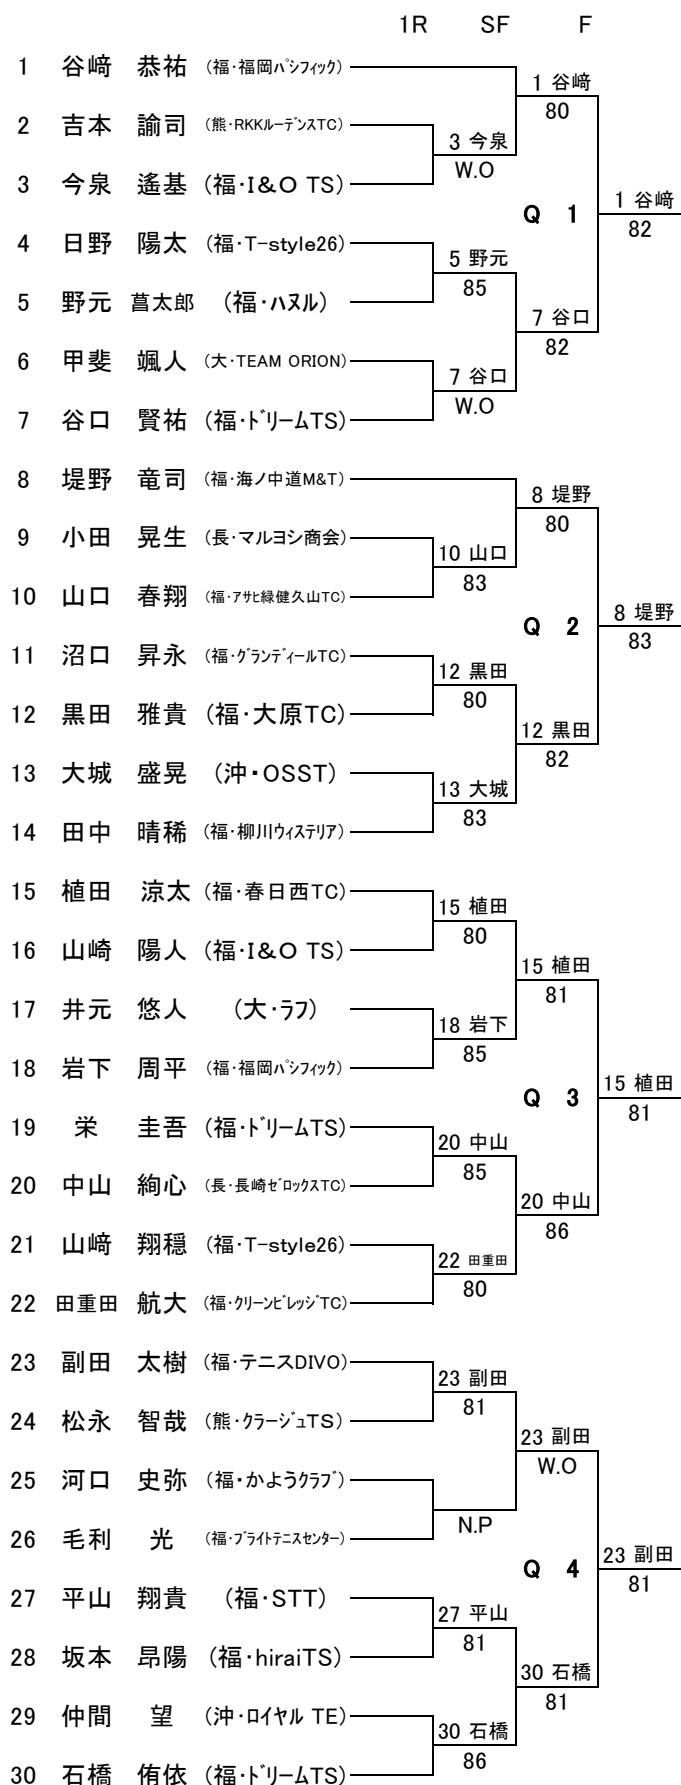 1R SF F
1 谷﨑 恭祐 (福・福岡パシフィック)
1 谷﨑
80
2 吉本 諭司 (熊・RKKルーデンスTC)
3 今泉
W.O
3 今泉 遙基 (福・I&O TS)
Q 1
1 谷﨑
82
4 日野 陽太 (福・T-style26)
5 野元
85
5 野元 菖太郎 (福・ハヌル)
7 谷口
82
6 甲斐 颯人 (大・TEAM ORION)
7 谷口
W.O
7 谷口 賢祐 (福・ドリームTS)
8 堤野 竜司 (福・海ノ中道M&T)
8 堤野
80
9 小田 晃生 (長・マルヨシ商会)
10 山口
83
10 山口 春翔 (福・アサヒ緑健久山TC)
Q 2
8 堤野
83
11 沼口 昇永 (福・グランディールTC)
12 黒田
80
12 黒田 雅貴 (福・大原TC)
12 黒田
82
13 大城 盛晃 (沖・OSST)
13 大城
83
14 田中 晴稀 (福・柳川ウィステリア)
15 植田 涼太 (福・春日西TC)
15 植田
80
16 山崎 陽人 (福・I&O TS)
15 植田
81
17 井元 悠人 (大・ラフ)
18 岩下
85
18 岩下 周平 (福・福岡パシフィック)
Q 3
15 植田
81
19 栄 圭吾 (福・ドリームTS)
20 中山
85
20 中山 絢心 (長・長崎ゼロックスTC)
20 中山
86
21 山﨑 翔穏 (福・T-style26)
22 田重田
80
22 田重田 航大 (福・クリーンビレッジTC)
23 副田 太樹 (福・テニスDIVO)
23 副田
81
24 松永 智哉 (熊・クラージュTS)
23 副田
W.O
25 河口 史弥 (福・かようクラブ)
N.P
26 毛利 光 (福・ブライトテニスセンター)
Q 4
23 副田
81
27 平山 翔貴 (福・STT)
27 平山
81
28 坂本 昂陽 (福・hiraiTS)
30 石橋
81
29 仲間 望 (沖・ロイヤル TE)
30 石橋
86
30 石橋 侑依 (福・ドリームTS)